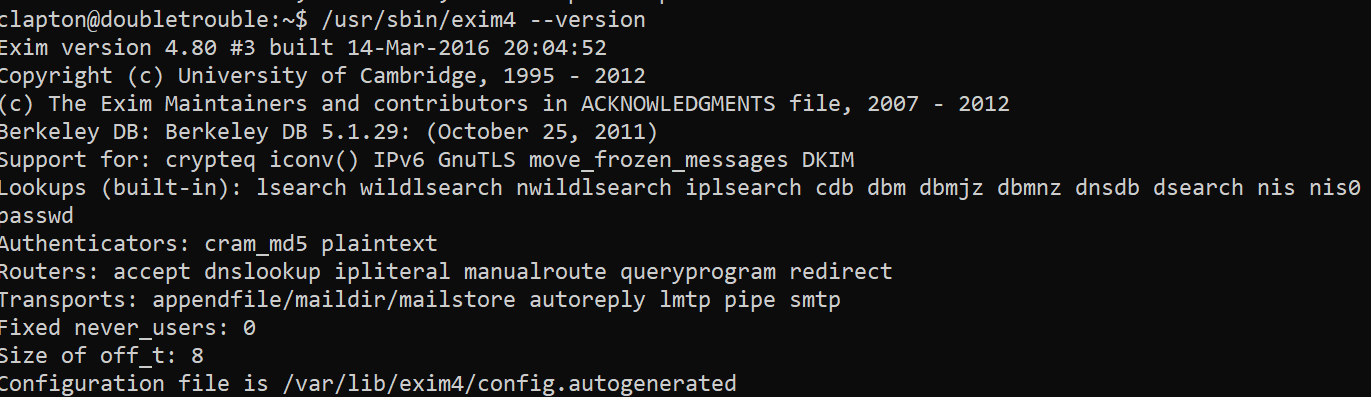 clapton@doubletrouble:~$ /usr/sbin/exim4 --version
Exim version 4.80 #3 built 14-Mar-2016 20:04:52
Copyright (c) University of Cambridge, 1995 - 2012
(c) The Exim Maintainers and contributors in ACKNOWLEDGMENTS file, 2007 - 2012
Berkeley DB: Berkeley DB 5.1.29: (October 25, 2011)
Support for: crypteq iconv() IPv6 GnuTLS move_frozen_messages DKIM
Lookups (built-in): lsearch wildlsearch nwildlsearch iplsearch cdb dbm dbmjz dbmnz dnsdb dsearch nis nis0
passwd
Authenticators: cram_md5 plaintext
Routers: accept dnslookup ipliteral manualroute queryprogram redirect
Transports: appendfile/maildir/mailstore autoreply lmtp pipe smtp
Fixed never_users: 0
Size of off_t: 8
Configuration file is /var/lib/exim4/config.autogenerated